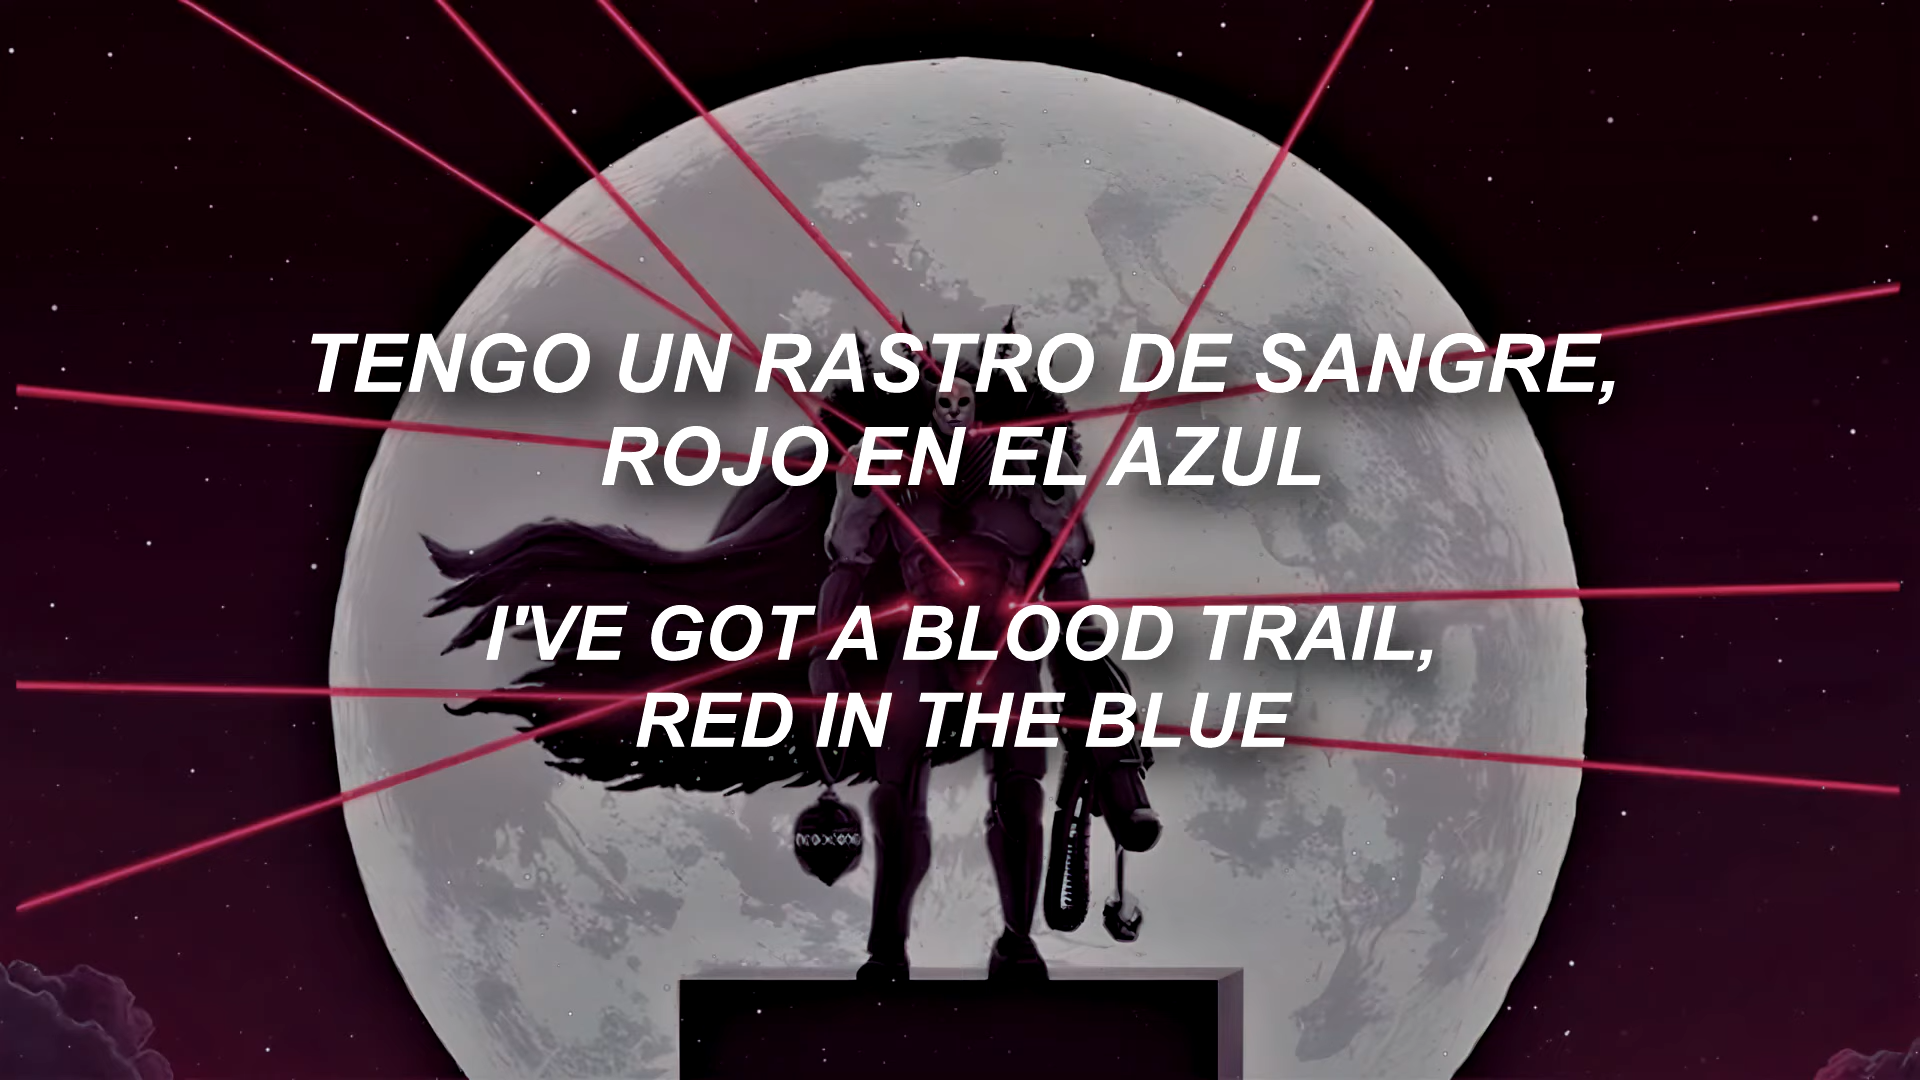 TENGO UN RASTRO DE SANGRE,
ROJO EN EL AZUL
I'VE GOT A BLOOD TRAIL,
RED IN THE BLUE